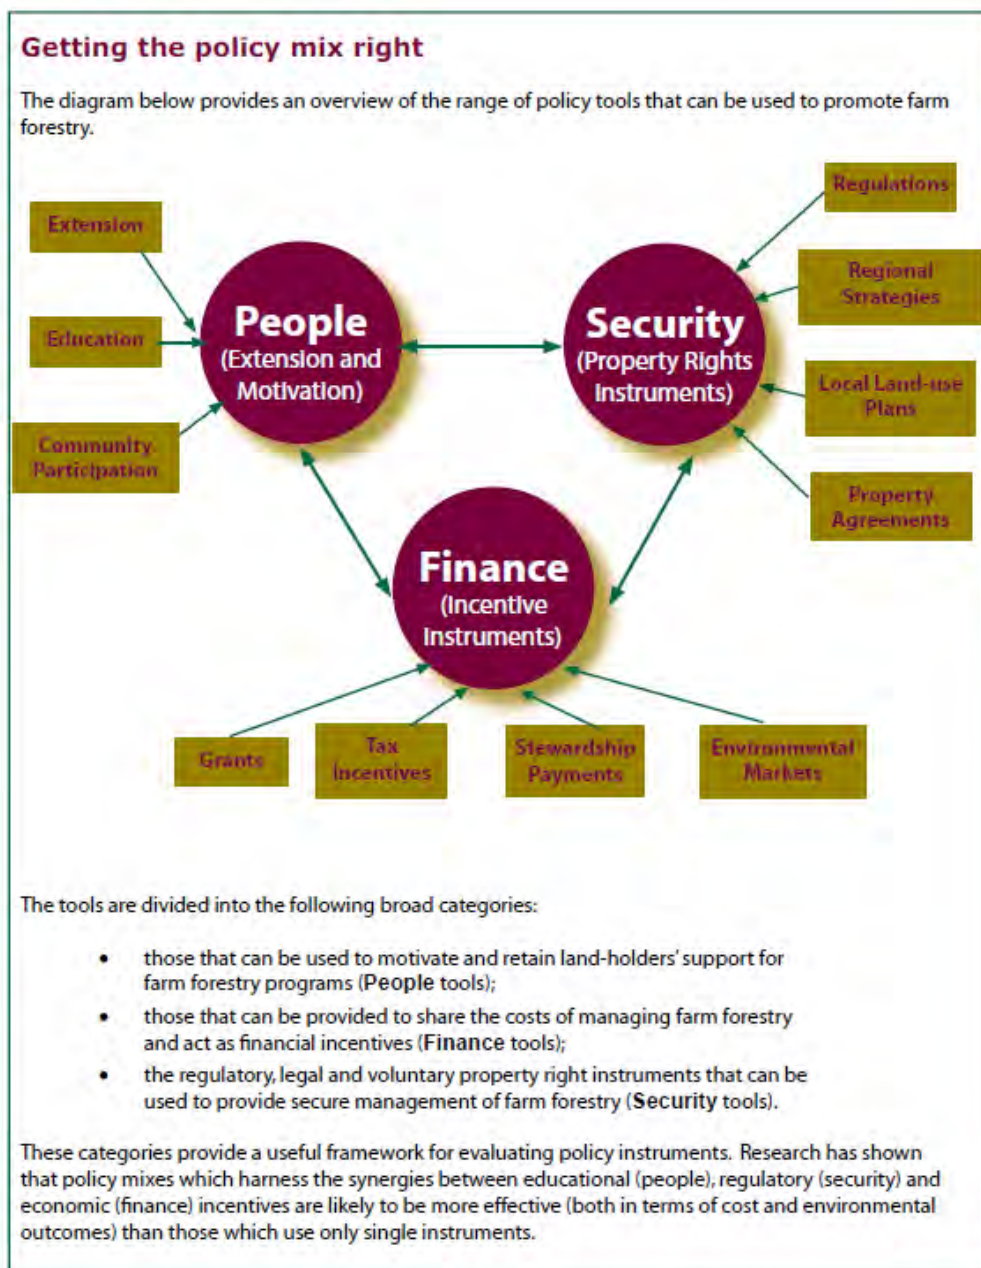 Getting the policy mix right
The diagram below provides an overview of the range of policy tools that can be used to promote farm
forestry.
Extension
Education
Community
Participation
People
(Extension and
Motivation)
Security
(Property Rights
Instruments)
Regulations
Regional
Strategies
Local Land-use
Plans
Property
Agreements
Finance
(Incentive
Instruments)
Grants
Tax
Incentives
Stewardship
Payments
Environmental
Markets
The tools are divided into the following broad categories:
• those that can be used to motivate and retain land-holders' support for
farm forestry programs (People tools);
• those that can be provided to share the costs of managing farm forestry
and act as financial incentives (Finance tools);
• the regulatory, legal and voluntary property right instruments that can be
used to provide secure management of farm forestry (Security tools).
These categories provide a useful framework for evaluating policy instruments. Research has shown
that policy mixes which harness the synergies between educational (people), regulatory (security) and
economic (finance) incentives are likely to be more effective (both in terms of cost and environmental
outcomes) than those which use only single instruments.